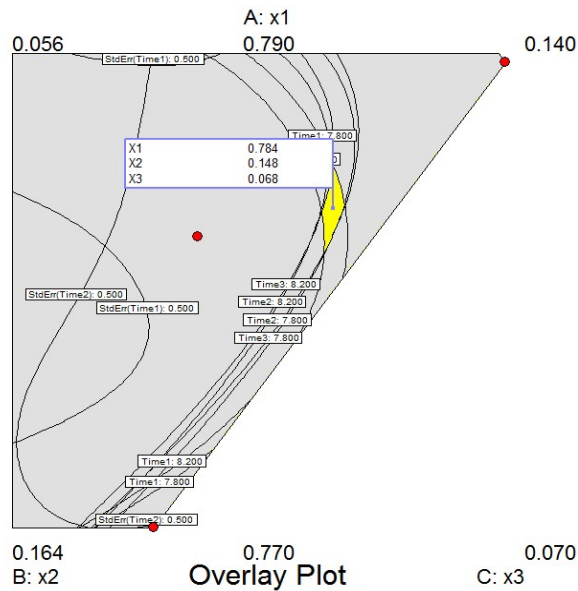 A: x1
0.056 0.790 0.140
StdErr(Time1): 0.500
Time1: 7.800
X1 0.784
X2 0.148
X3 0.068
Time3: 8.200
StdErr(Time2): 0.500
Time2: 8.200
StdErr(Time1): 0.500
Time2: 7.800
Time3: 7.800
Time1: 8.200
Time1: 7.800
StdErr(Time2): 0.500
0.164 0.770 0.070
B: x2 Overlay Plot C: x3